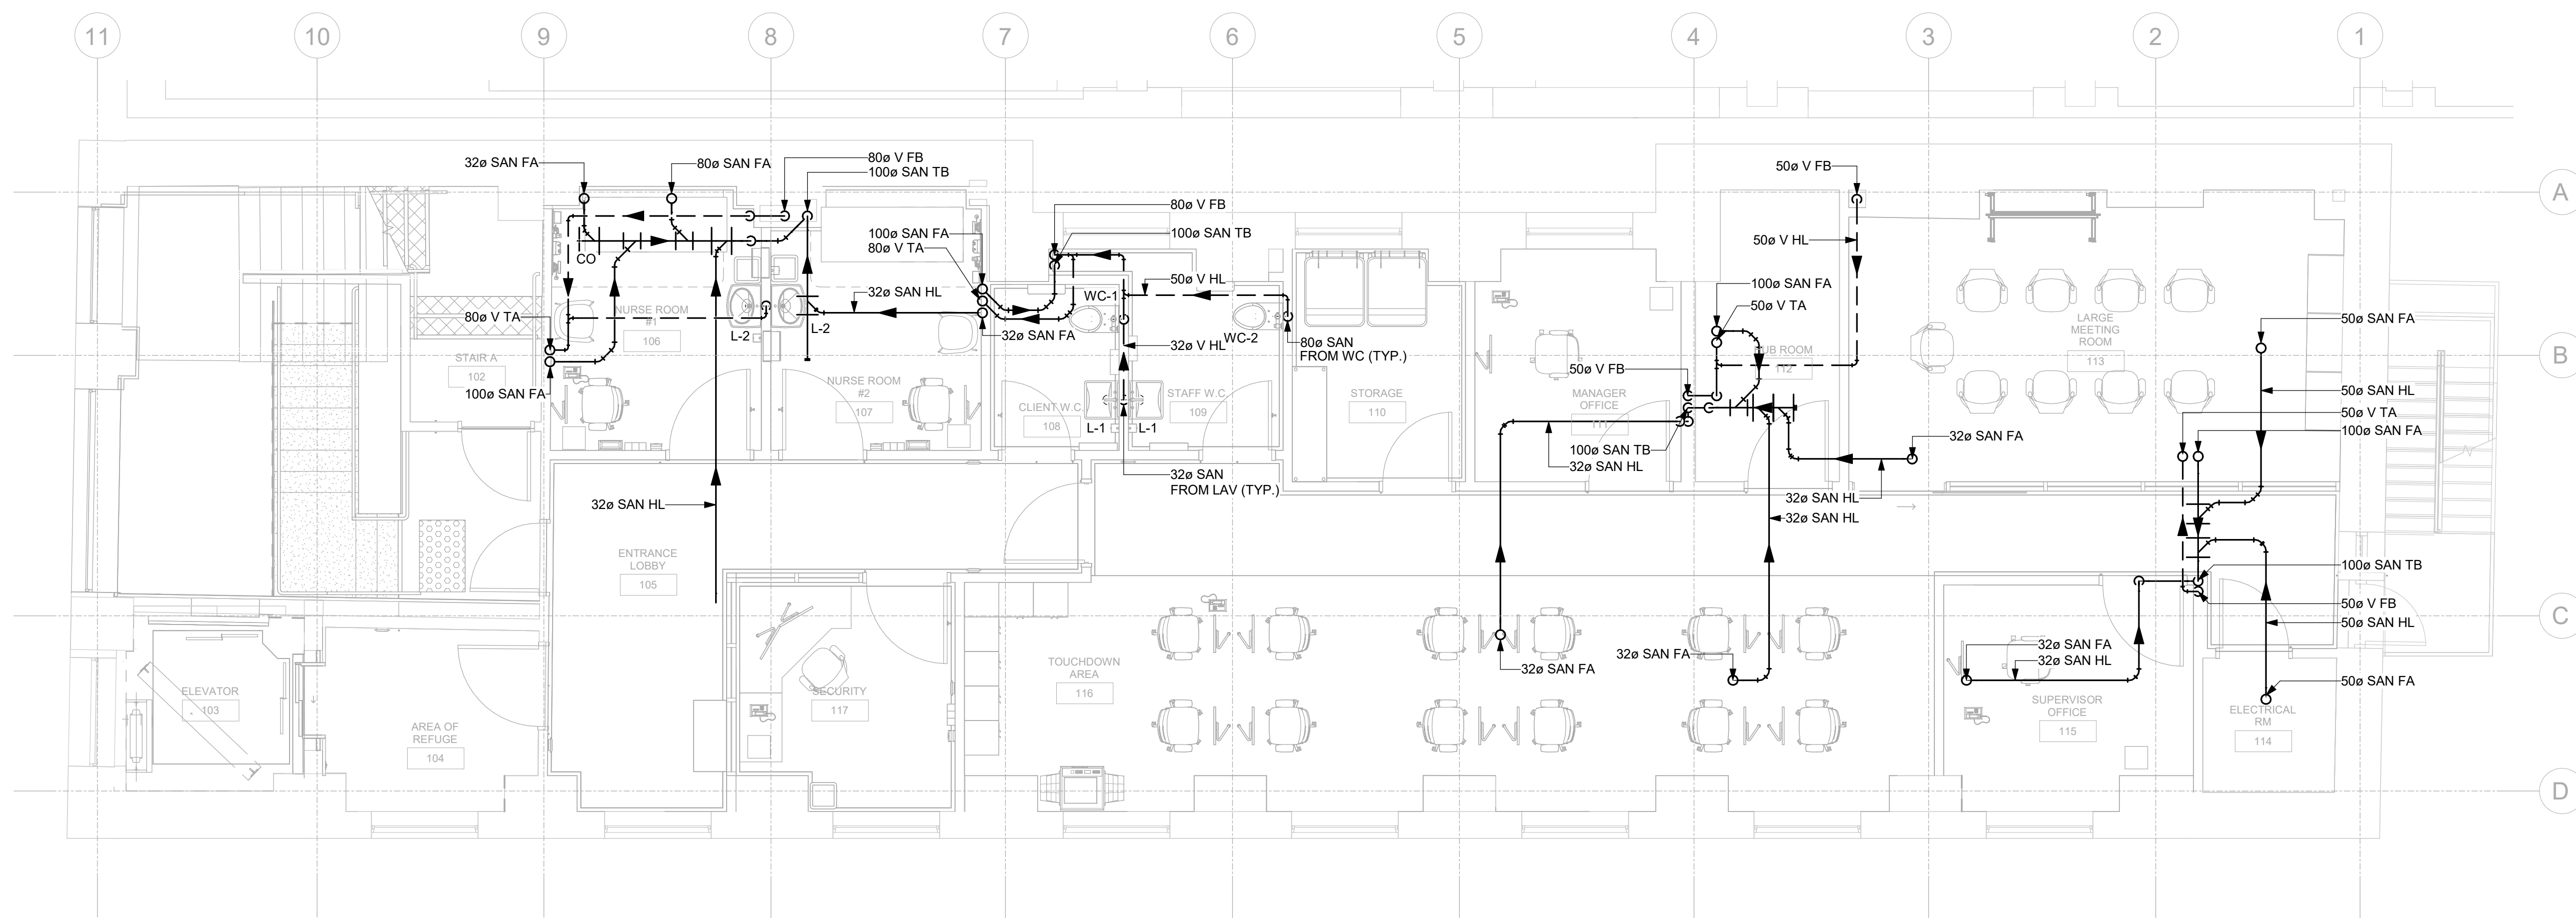 11
10
9
8
7
6
5
4
3
2
1
A
B
C
D
32ø SAN FA
80ø SAN FA
80ø V FB
100ø SAN TB
50ø V FB
80ø V FB
100ø SAN FA
100ø SAN TB
80ø V TA
50ø V HL
CO
50ø V HL
32ø SAN HL
WC-1
100ø SAN FA
50ø V TA
NURSE ROOM
#1
106
80ø V TA
L-2
L-2
32ø SAN FA
WC-2
80ø SAN
FROM WC (TYP.)
32ø V HL
LARGE
MEETING
ROOM
113
50ø SAN FA
STAIR A
102
112
100ø SAN FA
NURSE ROOM
#2
107
CLIENT W.C.
108
STAFF W.C.
109
STORAGE
110
50ø V FB
MANAGER
OFFICE
111
50ø SAN HL
50ø V TA
100ø SAN FA
L-1
L-1
32ø SAN FA
100ø SAN TB
32ø SAN HL
32ø SAN
FROM LAV (TYP.)
32ø SAN HL
32ø SAN HL
32ø SAN HL
ENTRANCE
LOBBY
105
100ø SAN TB
50ø V FB
50ø SAN HL
32ø SAN FA
32ø SAN FA
32ø SAN FA
32ø SAN HL
TOUCHDOWN
AREA
116
50ø SAN FA
ELEVATOR
103
SECURITY
117
SUPERVISOR
OFFICE
115
ELECTRICAL
RM
114
AREA OF
REFUGE
104